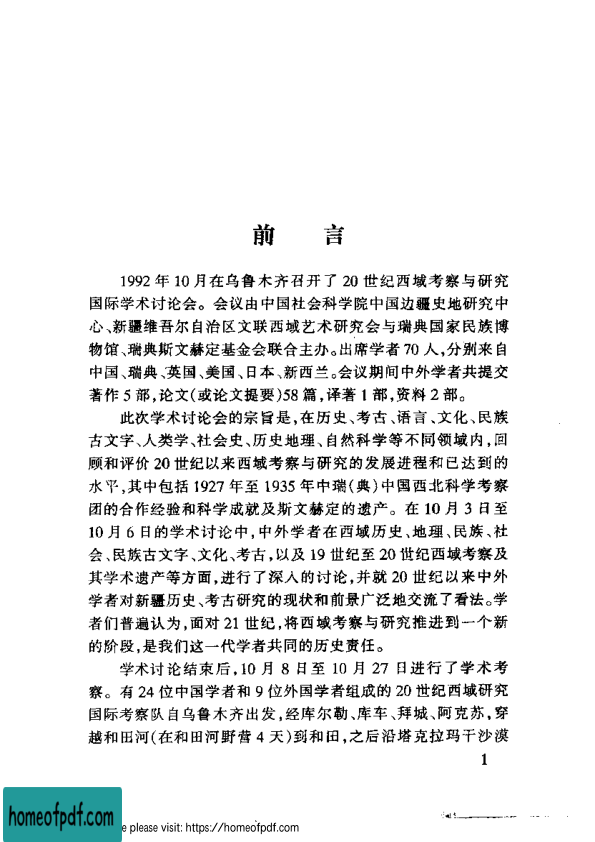 前　言
1992 年 10 月在乌鲁木齐召开了 20 世纪西域考察与研究
国际学术讨论会。会议由中国社会科学院中国边疆史地研究中
心、新疆维吾尔自治区文联西域艺术研究会与瑞典国家民族博
物馆、瑞典斯文赫定基金会联合主办。出席学者 70 人，分别来自
中国、瑞典、英国、美国、日本、新西兰。会议期间中外学者共提交
著作 5 部，论文(或论文提要)58 篇，译著 1 部，资料 2 部。
此次学术讨论会的宗旨是，在历史、考古、语言、文化、民族
古文字、人类学、社会史、历史地理、自然科学等不同领域内，回
顾和评价 20 世纪以来西域考察与研究的发展进程和已达到的
水平，其中包括 1927 年至 1935 年中瑞(典)中国西北科学考察
团的合作经验和科学成就及斯文赫定的遗产。在 10 月 3 日至
10 月 6 日的学术讨论中，中外学者在西域历史、地理、民族、社
会、民族古文字、文化、考古，以及 19 世纪至 20 世纪西域考察及
其学术遗产等方面，进行了深入的讨论，并就 20 世纪以来中外
学者对新疆历史、考古研究的现状和前景广泛地交流了看法。学
者们普遍认为，面对 21 世纪，将西域考察与研究推进到一个新
的阶段，是我们这一代学者共同的历史责任。
学术讨论结束后，10 月 8 日至 10 月 27 日进行了学术考
察。有 24 位中国学者和 9 位外国学者组成的 20 世纪西域研究
国际考察队自乌鲁木齐出发，经库尔勒、库车、拜城、阿克苏，穿
越和田河(在和田河野营 4 天)到和田，之后沿塔克拉玛干沙漠
1
homeofpdf.com
e please visit: https://homeofpdf.com